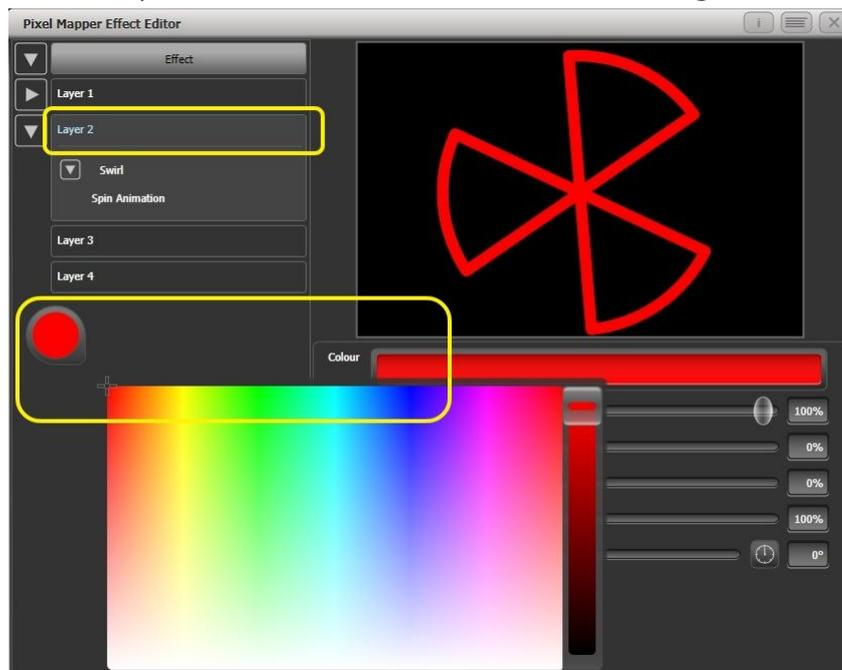 Pixel Mapper Effect Editor
Effect
Layer 1
Layer 2
Swirl
Spin Animation
Layer 3
Layer 4
Colour
100%
0%
0%
100%
0°